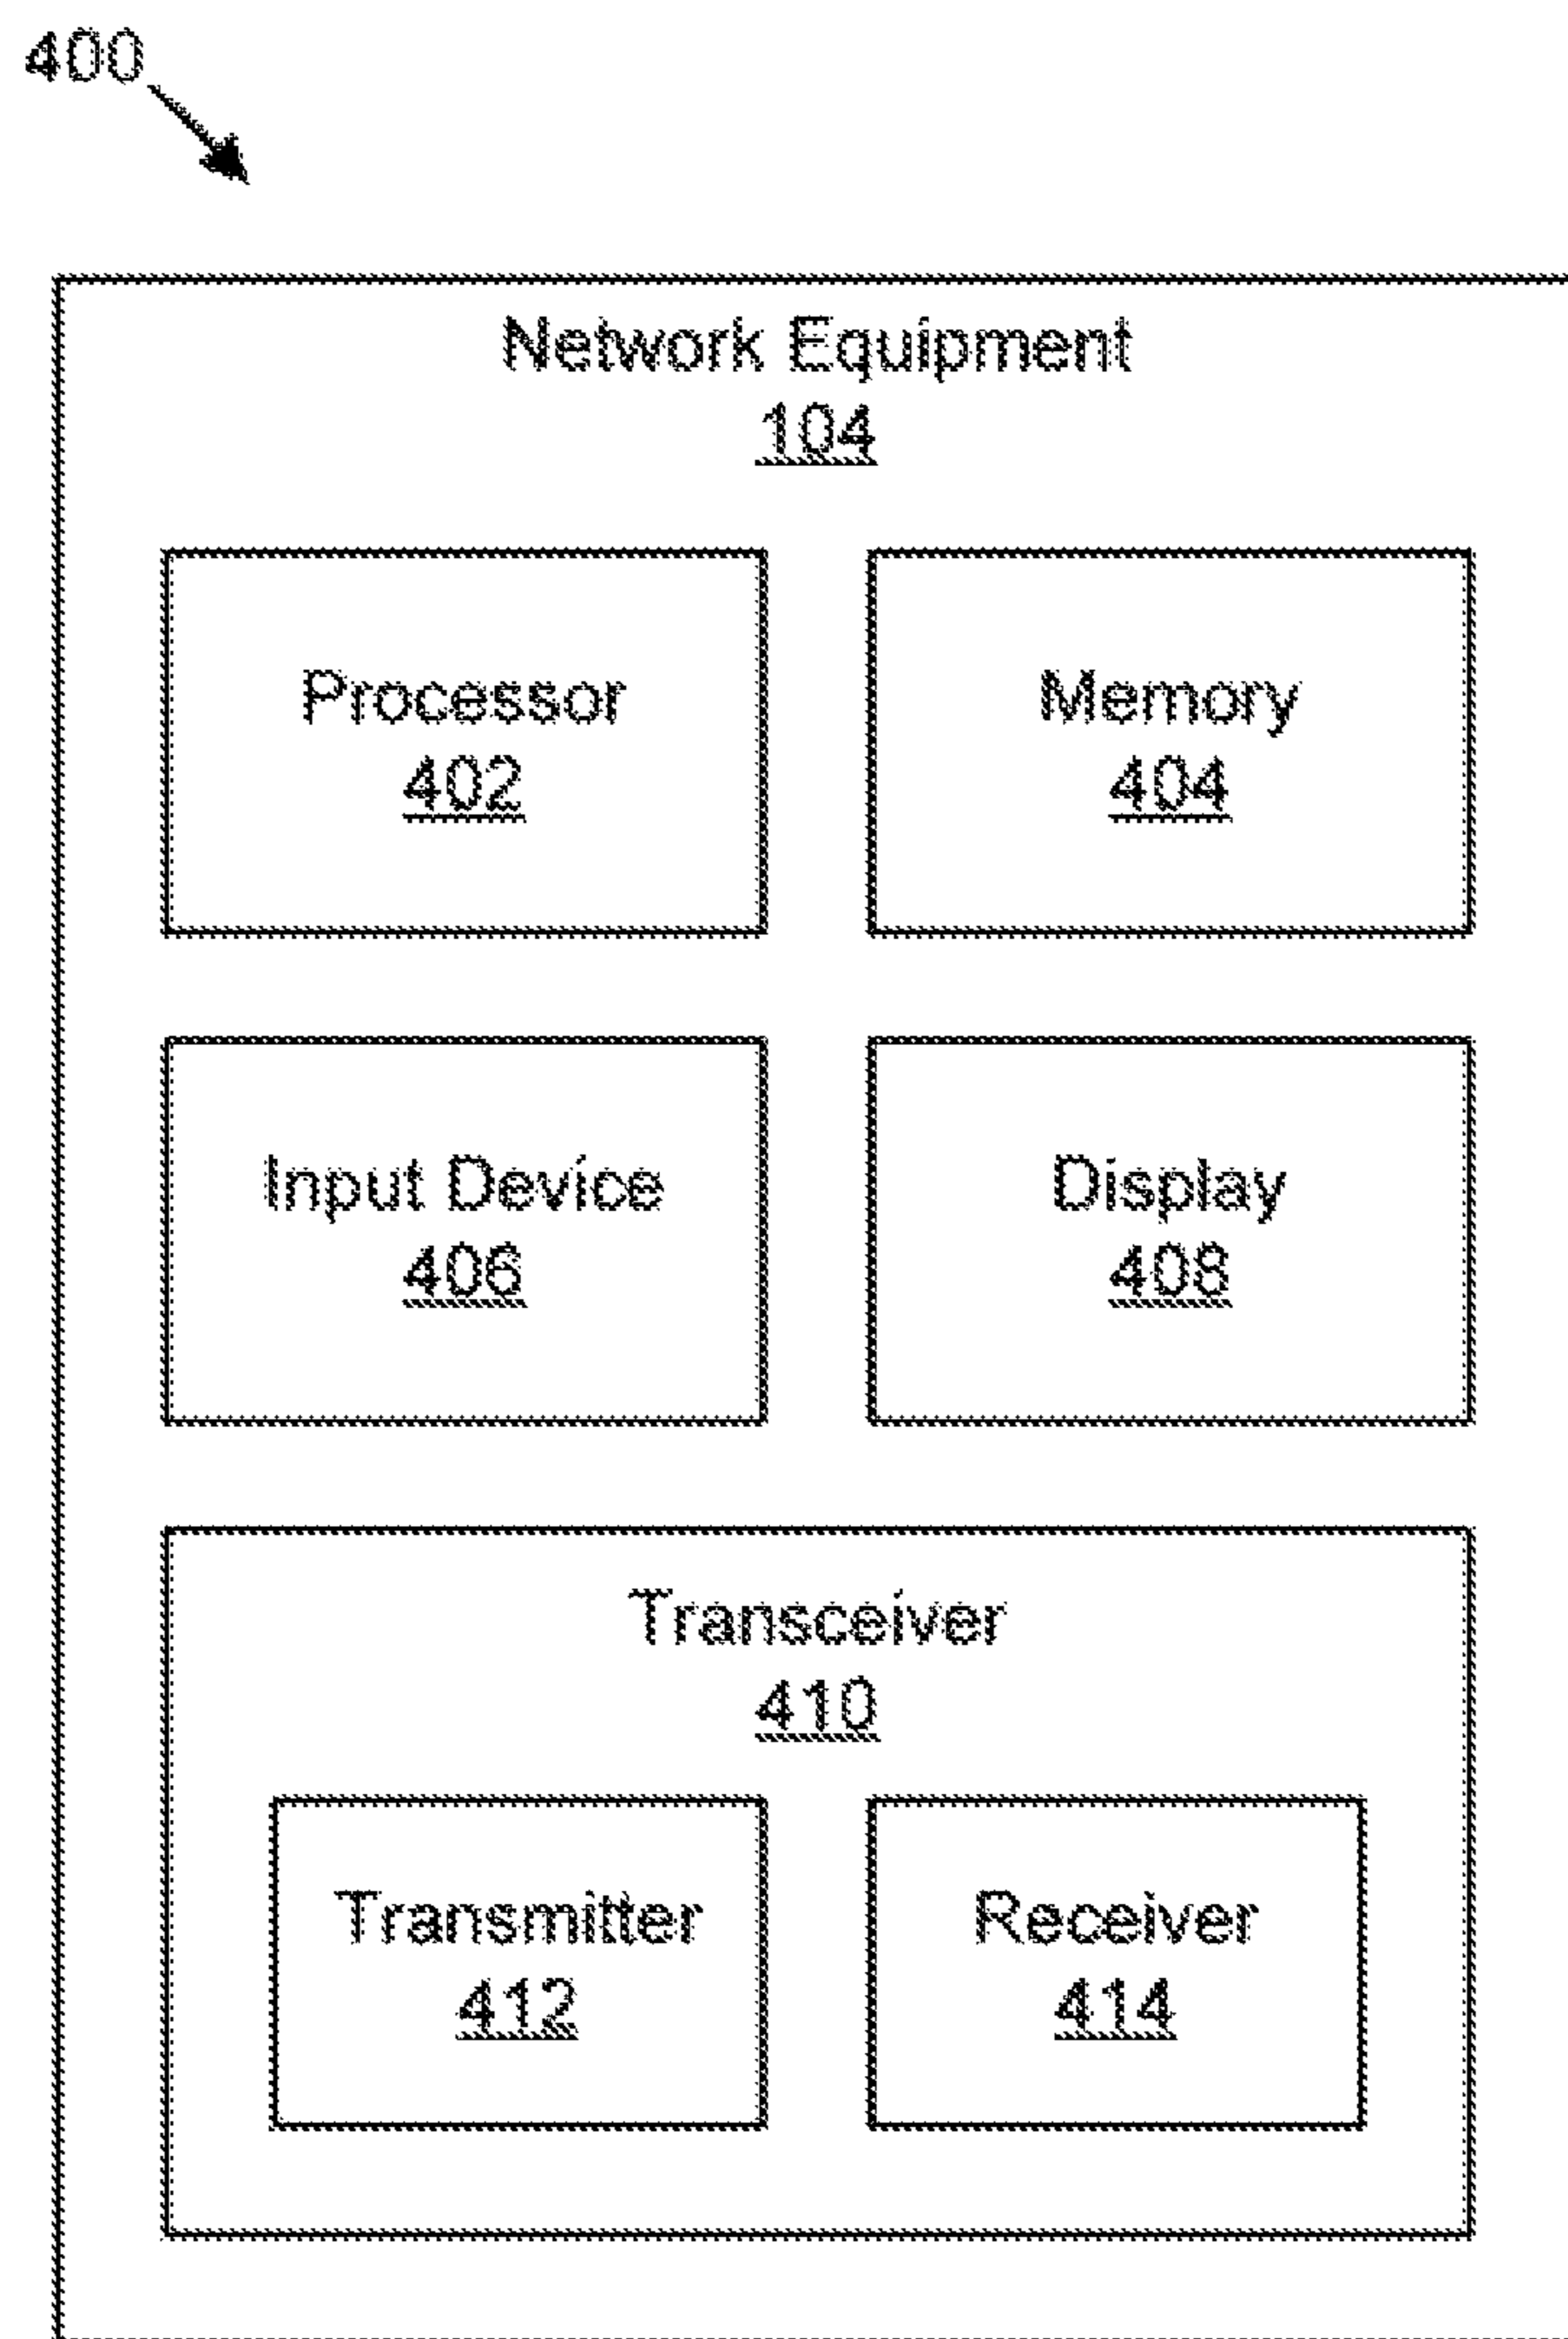 400
Network Equipment
104
Processor
402
Memory
404
Input Device
406
Display
408
Transceiver
410
Transmitter
412
Receiver
414